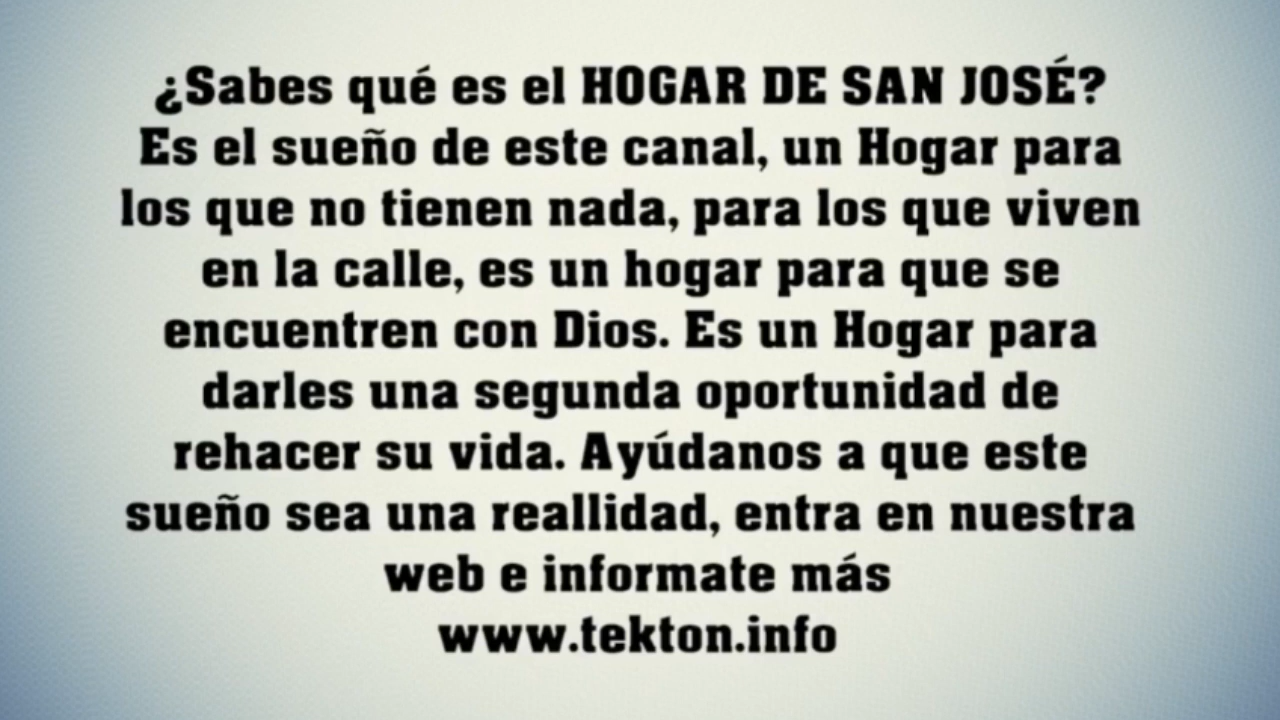 ¿Sabes qué es el HOGAR DE SAN JOSÉ?
Es el sueño de este canal, un Hogar para
los que no tienen nada, para los que viven
en la calle, es un hogar para que se
encuentren con Dios. Es un Hogar para
darles una segunda oportunidad de
rehacer su vida. Ayúdanos a que este
sueño sea una reallidad, entra en nuestra
web e informate más
www.tekton.info